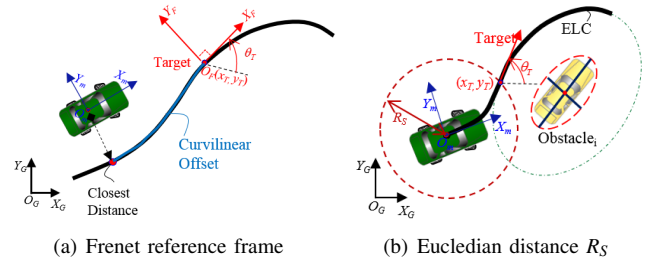 Y_F
X_F
Target
θ_T
O_F(x_T,y_T)
Y_m
X_m
Curvilinear
Offset
Y_G
O_G
X_G
Closest
Distance
(a) Frenet reference frame
ELC
Target
θ_T
(x_T,y_T)
Y_m
R_S
X_m
O_m
Obstacle_i
Y_G
O_G
X_G
(b) Eucledian distance R_S